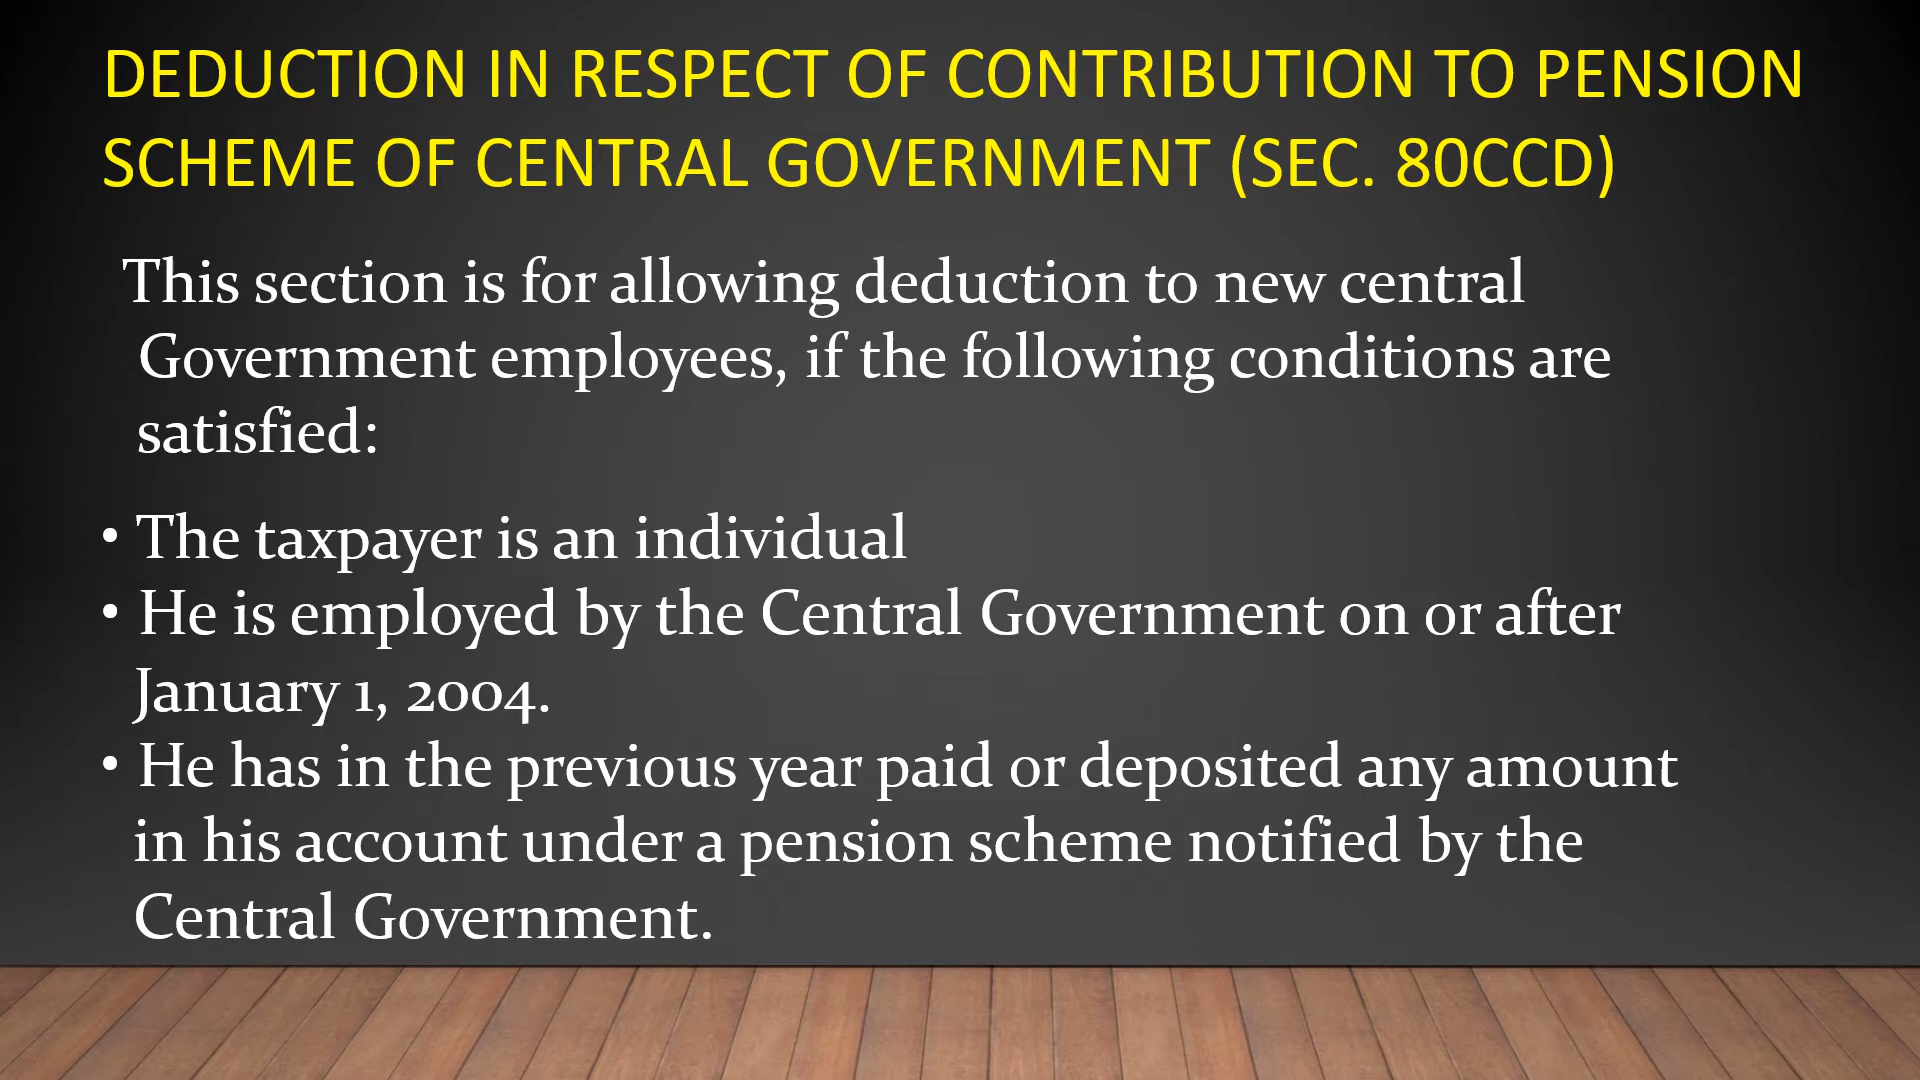 DEDUCTION IN RESPECT OF CONTRIBUTION TO PENSION
SCHEME OF CENTRAL GOVERNMENT (SEC. 80CCD)
This section is for allowing deduction to new central
Government employees, if the following conditions are
satisfied:
• The taxpayer is an individual
• He is employed by the Central Government on or after
January 1, 2004.
• He has in the previous year paid or deposited any amount
in his account under a pension scheme notified by the
Central Government.